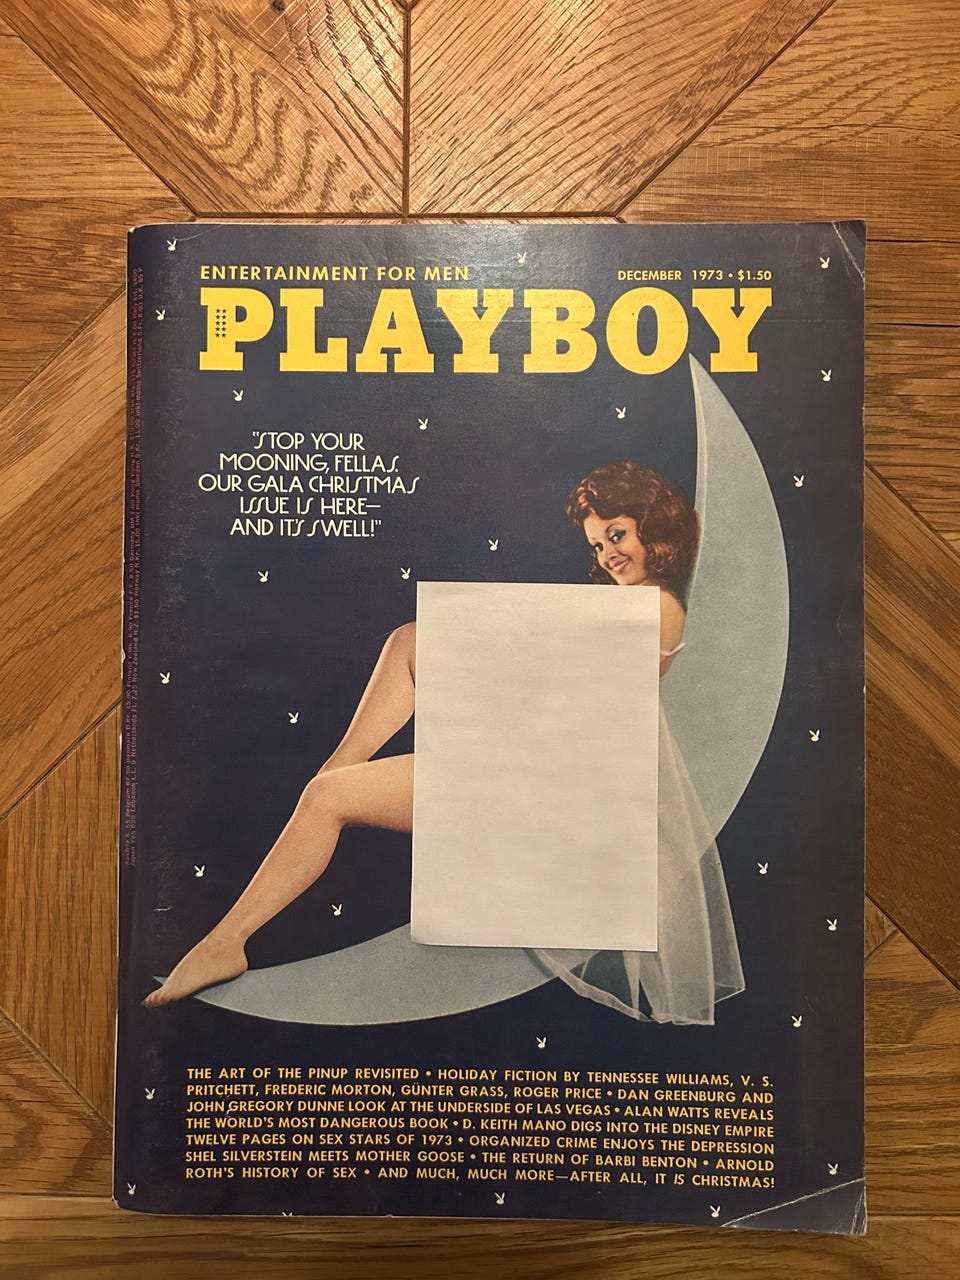 ENTERTAINMENT FOR MEN
DECEMBER 1973 • $1.50
PLAYBOY
"STOP YOUR
MOONING, FELLAS.
OUR GALA CHRISTMAS
ISSUE IS HERE—
AND IT'S SWELL!"
THE ART OF THE PINUP REVISITED • HOLIDAY FICTION BY TENNESSEE WILLIAMS, V. S.
PRITCHETT, FREDERIC MORTON, GÜNTER GRASS, ROGER PRICE • DAN GREENBURG AND
JOHN GREGORY DUNNE LOOK AT THE UNDERSIDE OF LAS VEGAS • ALAN WATTS REVEALS
THE WORLD'S MOST DANGEROUS BOOK • D. KEITH MANO DIGS INTO THE DISNEY EMPIRE
TWELVE PAGES ON SEX STARS OF 1973 • ORGANIZED CRIME ENJOYS THE DEPRESSION
SHEL SILVERSTEIN MEETS MOTHER GOOSE • THE RETURN OF BARBI BENTON • ARNOLD
ROTH'S HISTORY OF SEX • AND MUCH, MUCH MORE—AFTER ALL, IT IS CHRISTMAS!